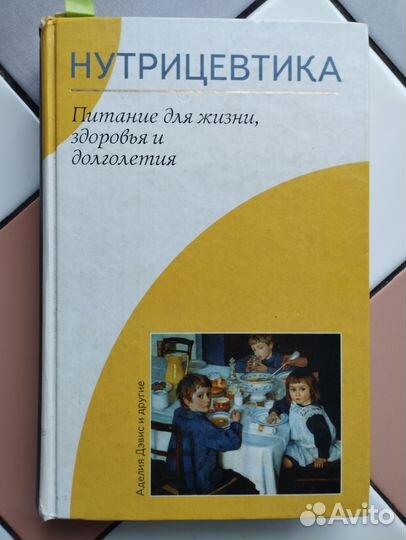 НУТРИЦЕВТИКА
Питание для жизни,
здоровья и
долголетия
Аделия Дэвис и другие
Avito